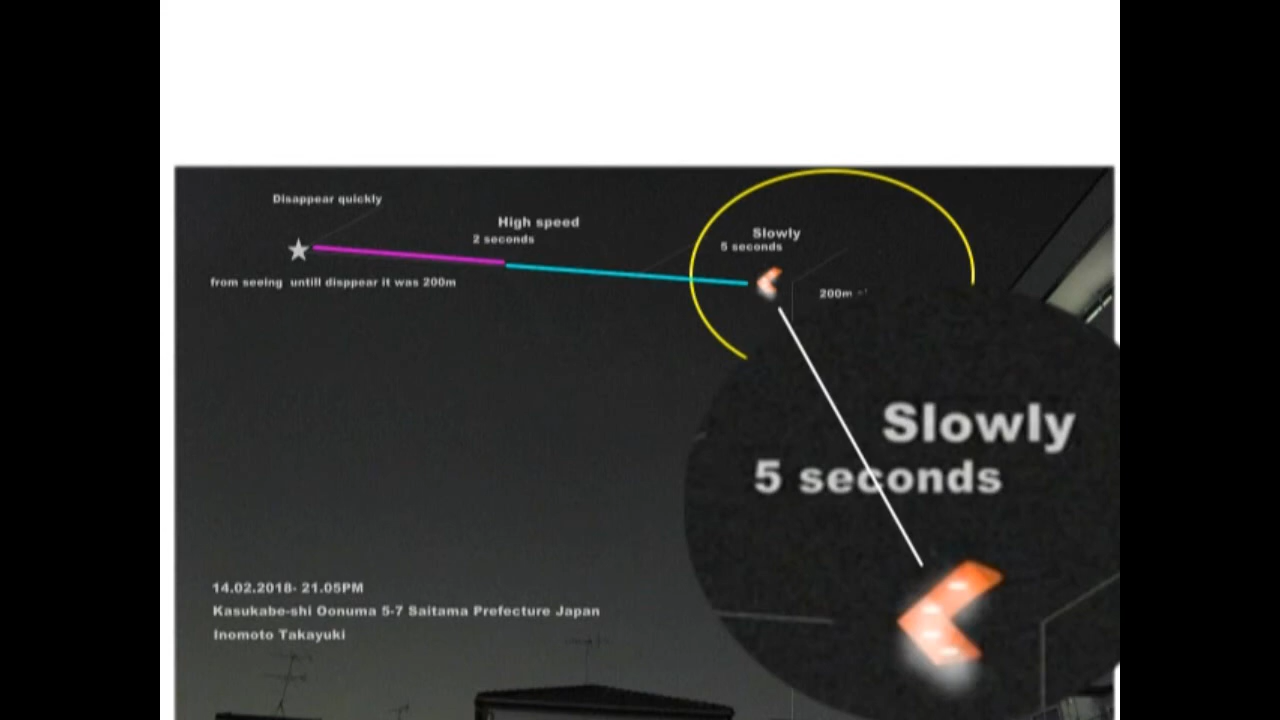 Disappear quickly
High speed
2 seconds
Slowly
5 seconds
from seeing untill disppear it was 200m
200m
Slowly
5 seconds
14.02.2018- 21.05PM
Kasukabe-shi Oonuma 5-7 Saitama Prefecture Japan
Inomoto Takayuki